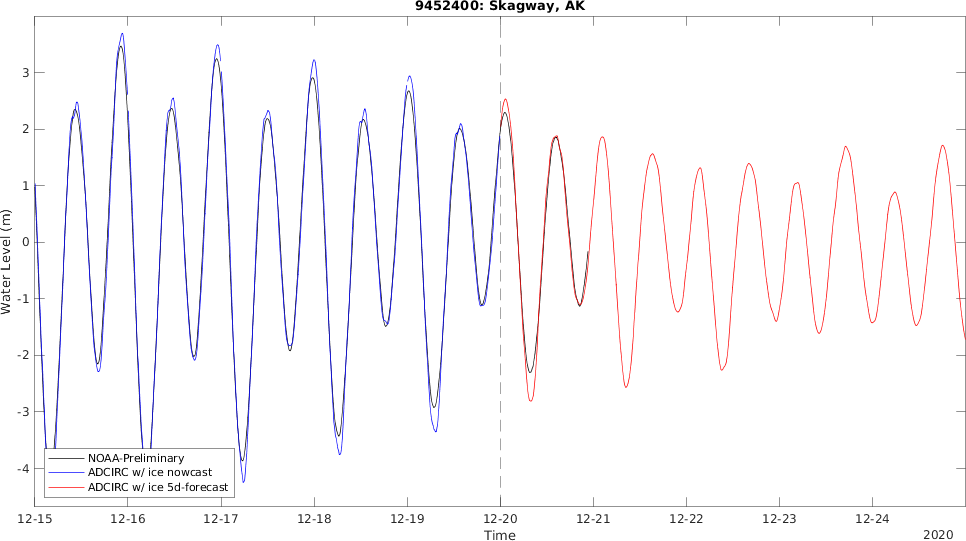 9452400: Skagway, AK
Water Level (m)
3
2
1
0
-1
-2
-3
-4
NOAA-Preliminary
ADCIRC w/ ice nowcast
ADCIRC w/ ice 5d-forecast
12-15 12-16 12-17 12-18 12-19 12-20 12-21 12-22 12-23 12-24
Time
2020